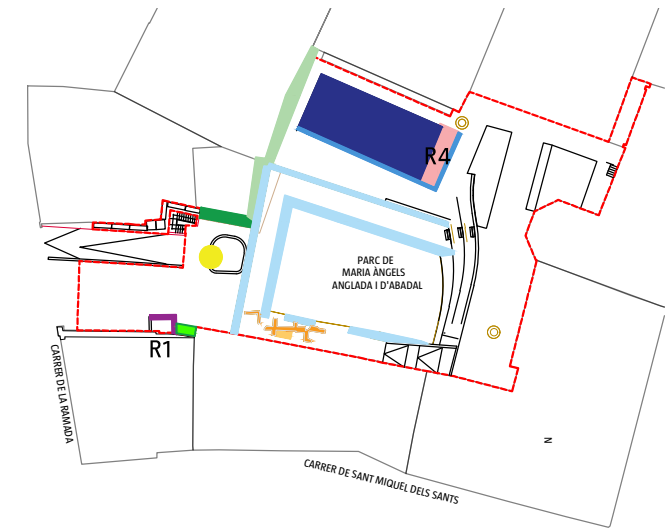 R4
PARC DE
MARIA ÀNGELS
ANGLADA I D'ABADAL
R1
CARRER DE LA RAMADA
CARRER DE SANT MIQUEL DELS SANTS
N